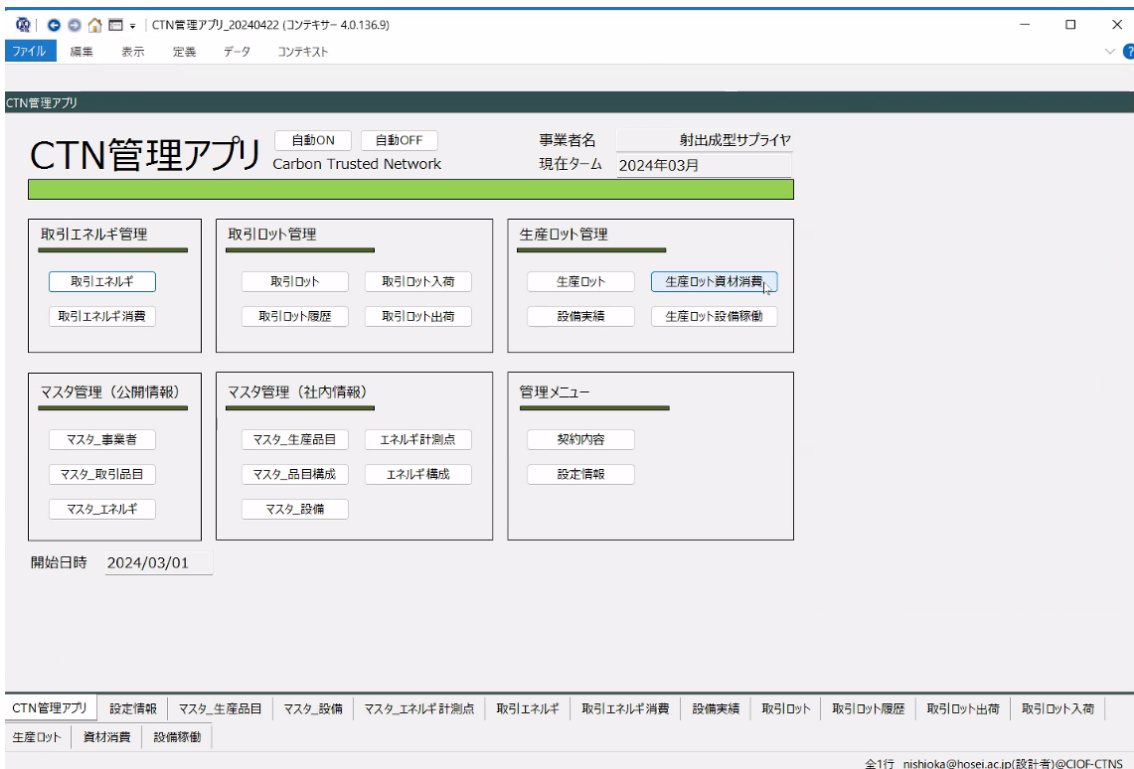 CTN管理アプリ_20240422 (コンテキサー 4.0.136.9)
ファイル 編集 表示 定義 データ コンテキスト
CTN管理アプリ
CTN管理アプリ 自動ON 自動OFF 事業者名 射出成型サプライヤ
Carbon Trusted Network 現在ターム 2024年03月
取引エネルギ管理 取引ロット管理 生産ロット管理
取引エネルギ 取引ロット 取引ロット入荷 生産ロット 生産ロット資材消費
取引エネルギ消費 取引ロット履歴 取引ロット出荷 設備実績 生産ロット設備稼働
マスタ管理（公開情報） マスタ管理（社内情報） 管理メニュー
マスタ_事業者 マスタ_生産品目 エネルギ計測点 契約内容
マスタ_取引品目 マスタ_品目構成 エネルギ構成 設定情報
マスタ_エネルギ マスタ_設備
開始日時 2024/03/01
CTN管理アプリ 設定情報 マスタ_生産品目 マスタ_設備 マスタ_エネルギ計測点 取引エネルギ 取引エネルギ消費 設備実績 取引ロット 取引ロット履歴 取引ロット出荷 取引ロット入荷
生産ロット 資材消費 設備稼働
全1行 nishioka@hosei.ac.jp(設計者)@CIOF-CTNS